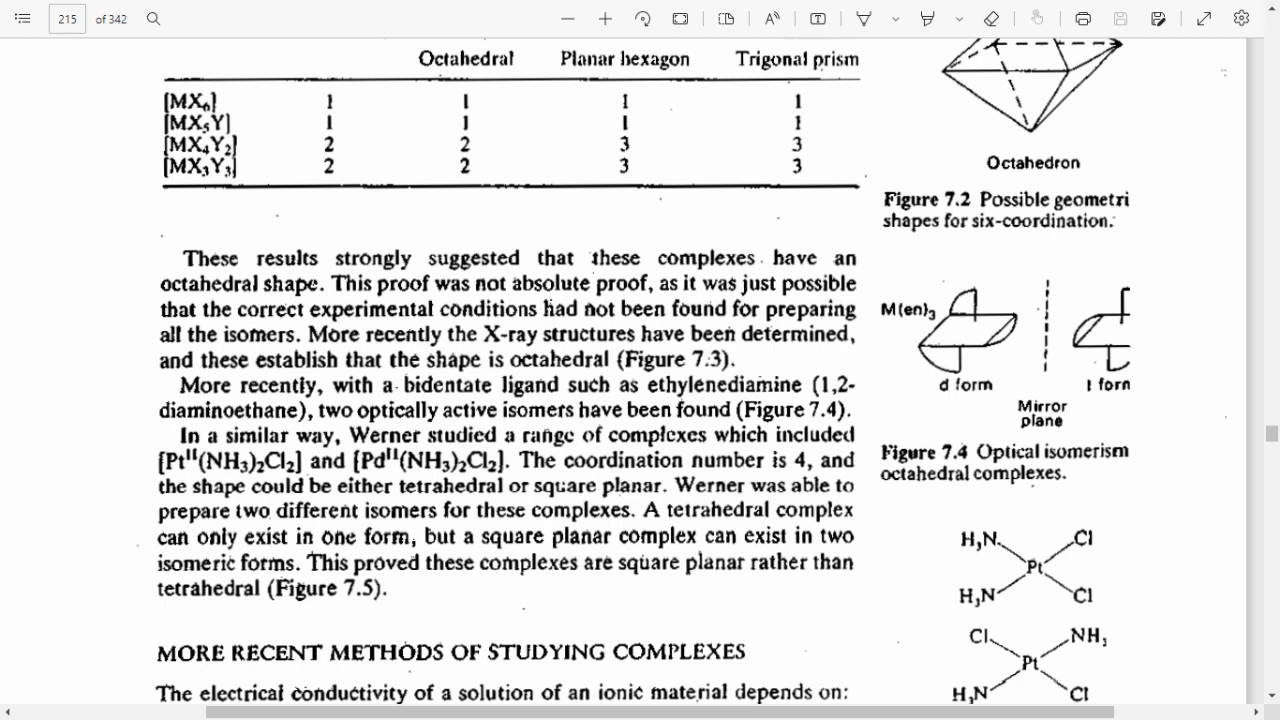 215 of 342
Octahedral Planar hexagon Trigonal prism
[MX₆] 1 1 1 1
[MX₅Y] 1 1 1 1
[MX₄Y₂] 2 2 3 3
[MX₃Y₃] 2 2 3 3
These results strongly suggested that these complexes have an
octahedral shape. This proof was not absolute proof, as it was just possible
that the correct experimental conditions had not been found for preparing
all the isomers. More recently the X-ray structures have been determined,
and these establish that the shape is octahedral (Figure 7.3).
More recently, with a bidentate ligand such as ethylenediamine (1,2-
diaminoethane), two optically active isomers have been found (Figure 7.4).
In a similar way, Werner studied a range of complexes which included
[Ptᴵᴵ(NH₃)₂Cl₂] and [Pdᴵᴵ(NH₃)₂Cl₂]. The coordination number is 4, and
the shape could be either tetrahedral or square planar. Werner was able to
prepare two different isomers for these complexes. A tetrahedral complex
can only exist in one form, but a square planar complex can exist in two
isomeric forms. This proved these complexes are square planar rather than
tetrahedral (Figure 7.5).
MORE RECENT METHODS OF STUDYING COMPLEXES
The electrical conductivity of a solution of an ionic material depends on:
Octahedron
Figure 7.2 Possible geometri
shapes for six-coordination.
M(en)₃
d form l forn
Mirror
plane
Figure 7.4 Optical isomerism
octahedral complexes.
H₃N Cl
Pt
H₃N Cl
Cl NH₃
Pt
H₃N Cl